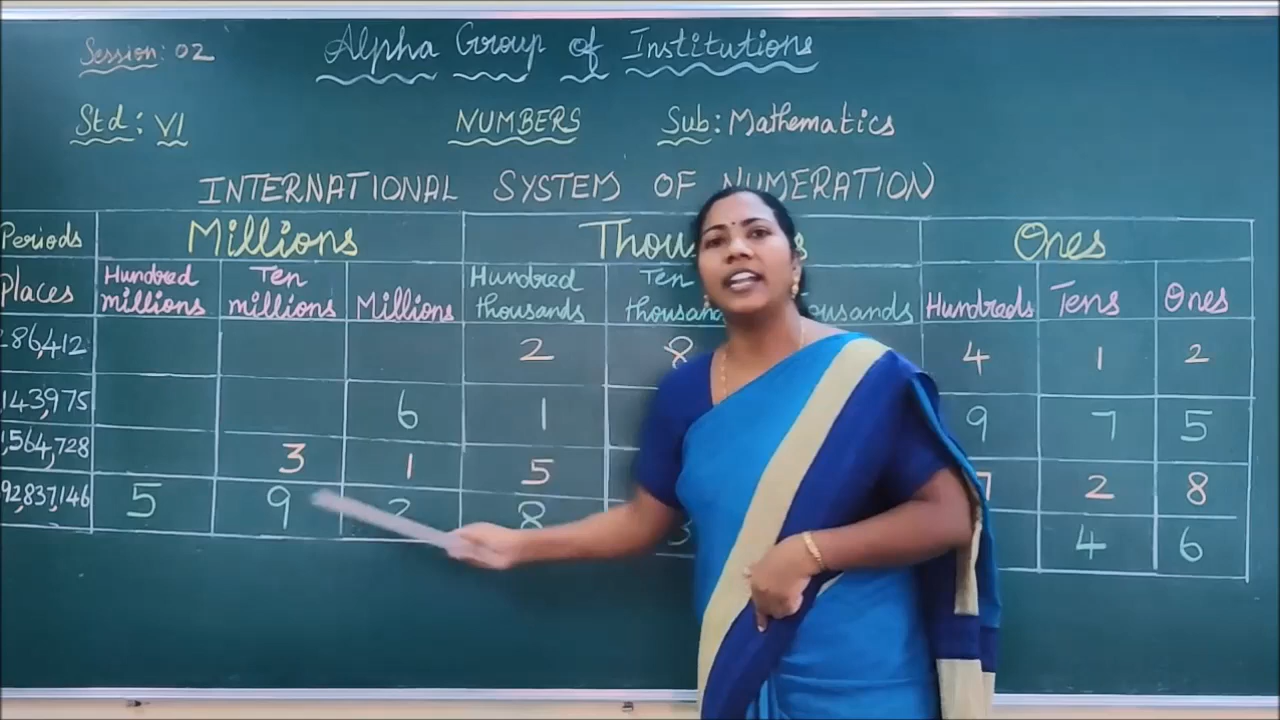 Session: 02 Alpha Group of Institutions
Std: VI NUMBERS Sub: Mathematics
INTERNATIONAL SYSTEM OF NUMERATION
Periods Millions Ones
Places Hundred millions Ten millions Millions Hundred thousands Ten Hundreds Tens Ones
286,412 2 8 4 1 2
143,975 6 1 9 7 5
1,564,728 3 1 5 7 2 8
92,837,146 5 9 2 8 3 4 6